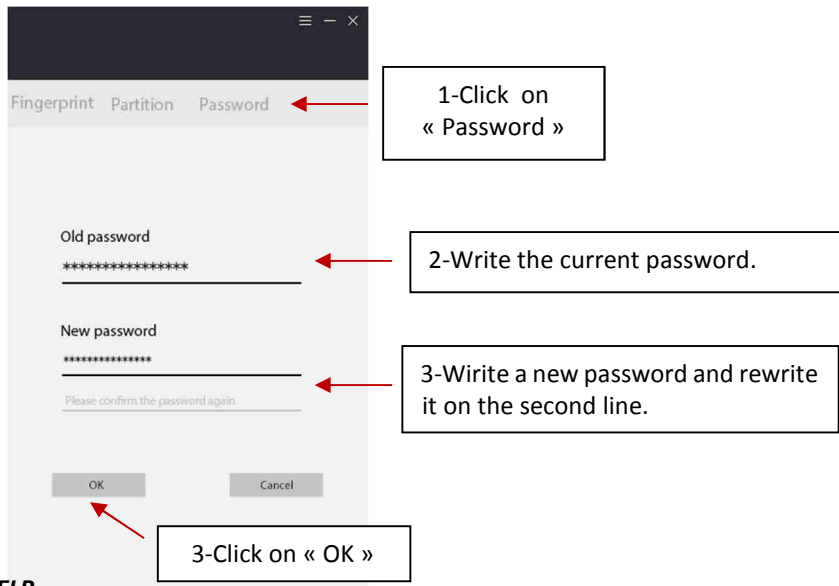 Fingerprint Partition Password
1-Click on
« Password »
Old password
****************
2-Write the current password.
New password
***************
3-Wirite a new password and rewrite
it on the second line.
Please confirm the password again
OK Cancel
3-Click on « OK »